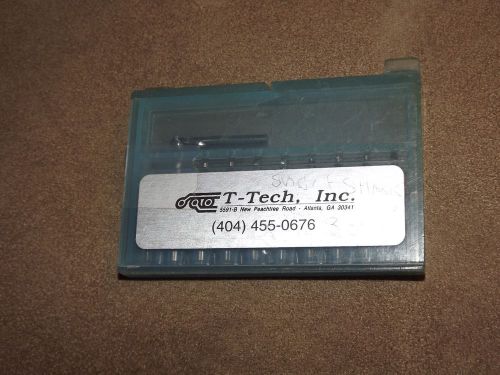 T-Tech, Inc.
5591-B New Peachtree Road - Atlanta, GA 30341
(404) 455-0676